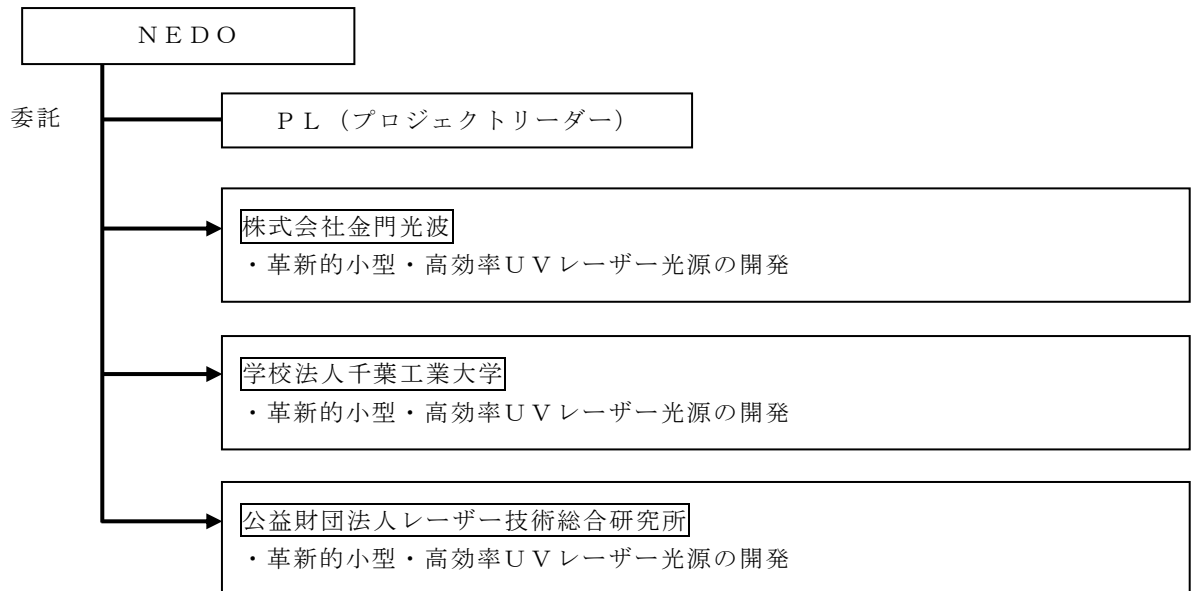 ＮＥＤＯ
委託
ＰＬ（プロジェクトリーダー）
株式会社金門光波
・革新的小型・高効率ＵＶレーザー光源の開発
学校法人千葉工業大学
・革新的小型・高効率ＵＶレーザー光源の開発
公益財団法人レーザー技術総合研究所
・革新的小型・高効率ＵＶレーザー光源の開発